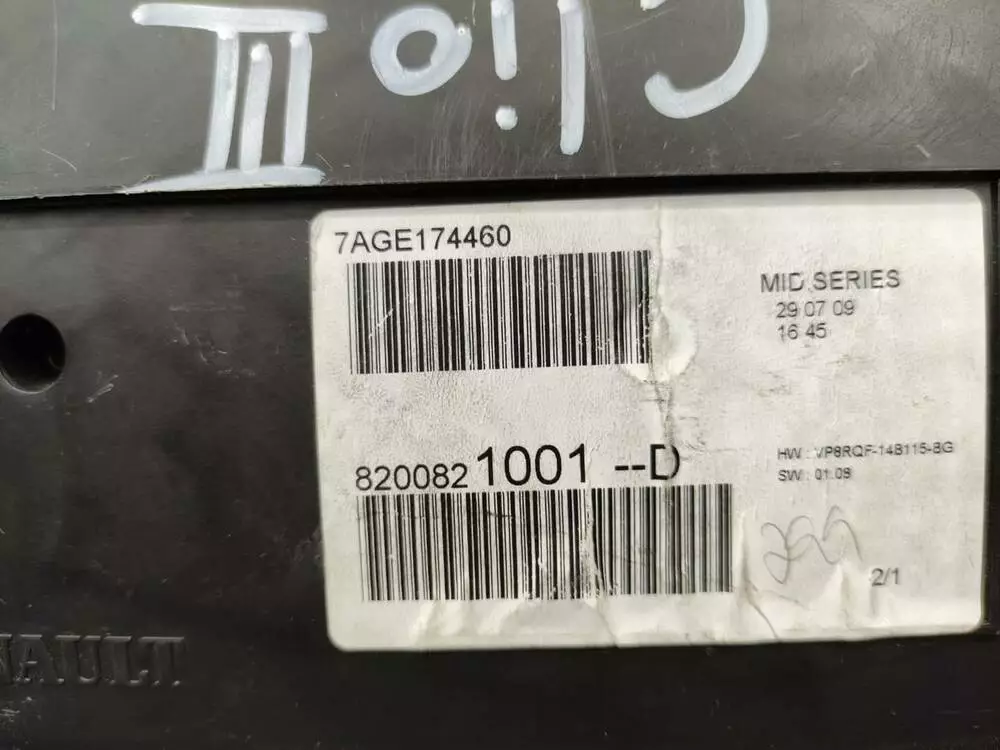 Clio III
7AGE174460
MID SERIES
29 07 09
16 45
8200821001 --D
HW : VP8RQF-14B115-BG
SW : 01.08
2/1
NAULT